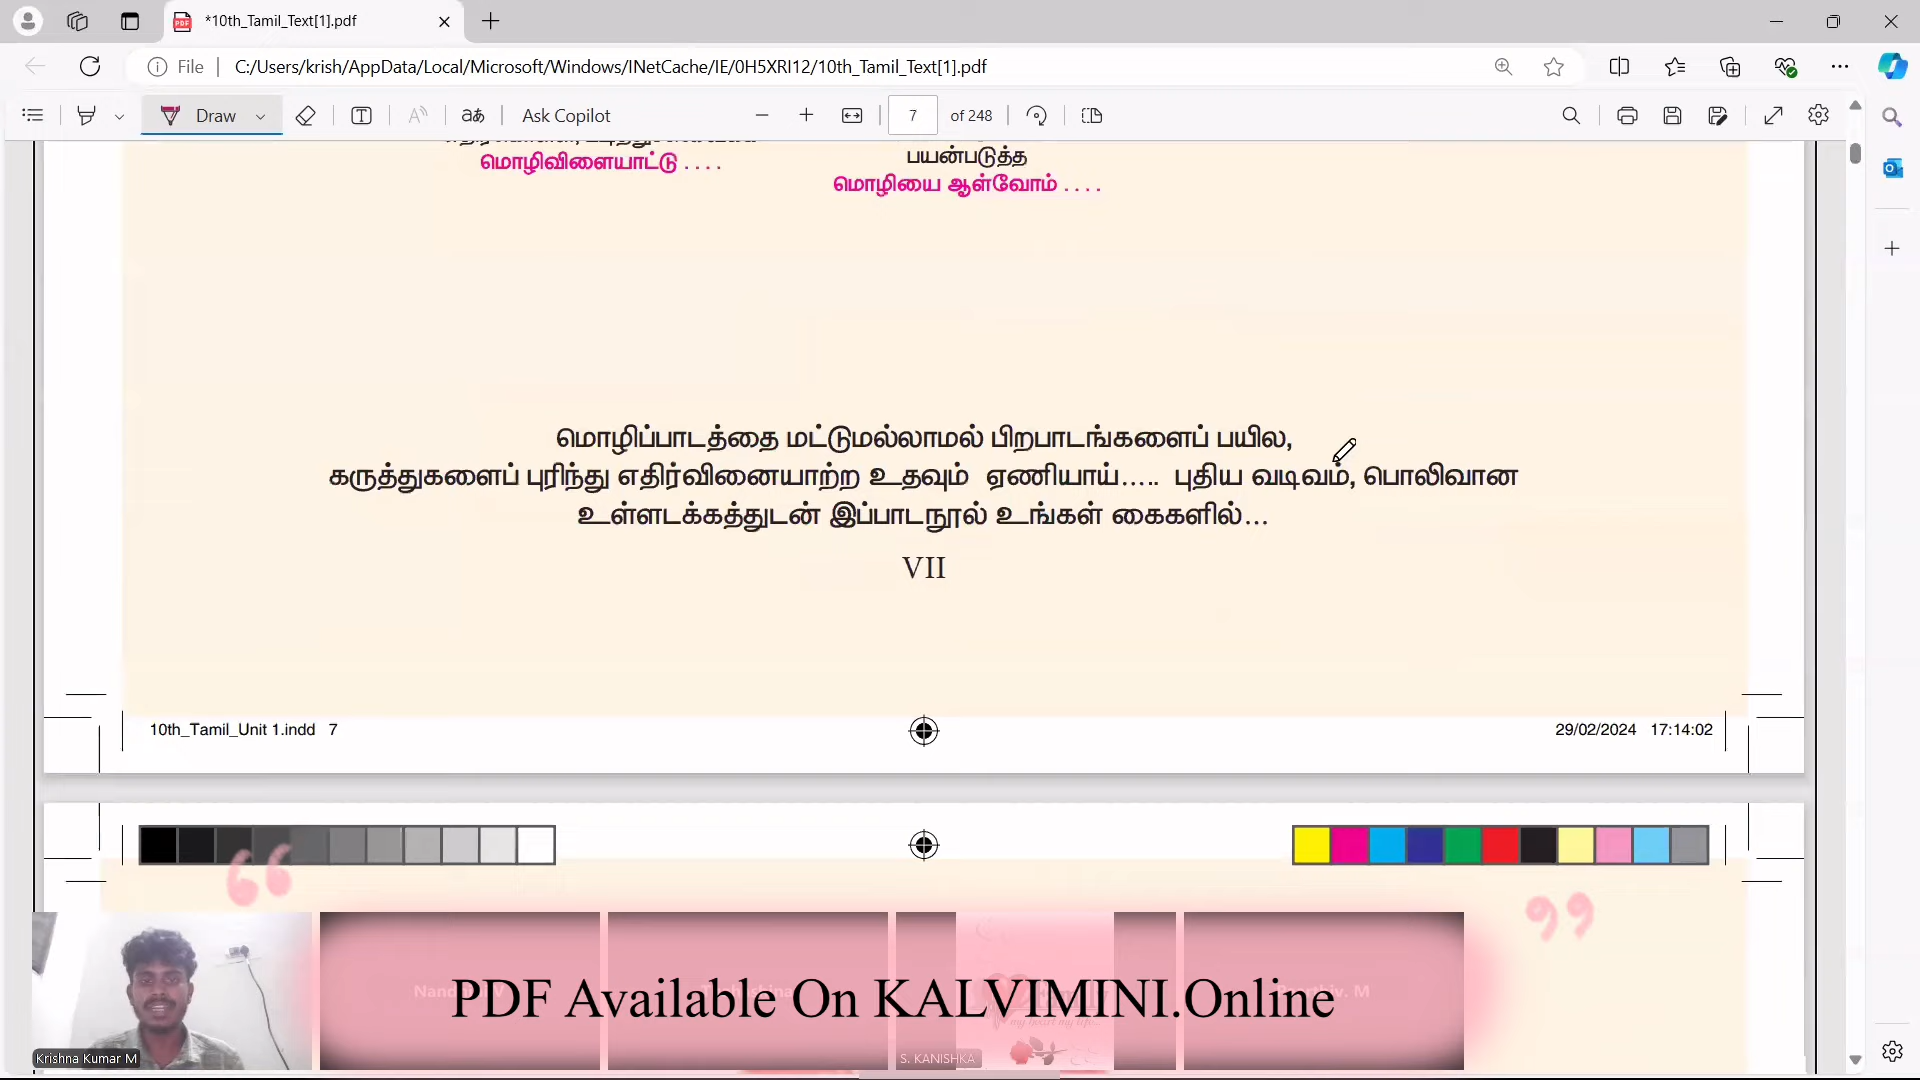 *10th_Tamil_Text[1].pdf
File C:/Users/krish/AppData/Local/Microsoft/Windows/INetCache/IE/0H5XRI12/10th_Tamil_Text[1].pdf
Draw aあ Ask Copilot 7 of 248
மொழிவிளையாட்டு . . . .
பயன்படுத்த
மொழியை ஆள்வோம் . . . .
மொழிப்பாடத்தை மட்டுமல்லாமல் பிறபாடங்களைப் பயில,
கருத்துகளைப் புரிந்து எதிர்வினையாற்ற உதவும் ஏணியாய்..... புதிய வடிவம், பொலிவான
உள்ளடக்கத்துடன் இப்பாடநூல் உங்கள் கைகளில்...
VII
10th_Tamil_Unit 1.indd 7
29/02/2024 17:14:02
PDF Available On KALVIMINI.Online
Krishna Kumar M
S. KANISHKA